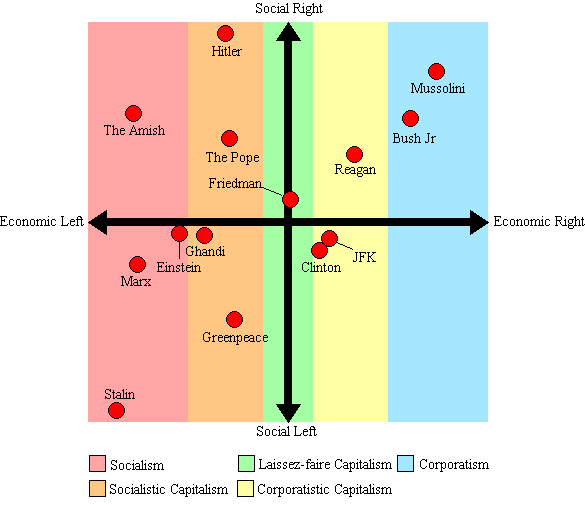 Social Right
Hitler
Mussolini
The Amish
Bush Jr
The Pope
Reagan
Friedman
Economic Left
Economic Right
Ghandi
JFK
Einstein
Clinton
Marx
Greenpeace
Stalin
Social Left
Socialism
Laissez-faire Capitalism
Corporatism
Socialistic Capitalism
Corporatistic Capitalism